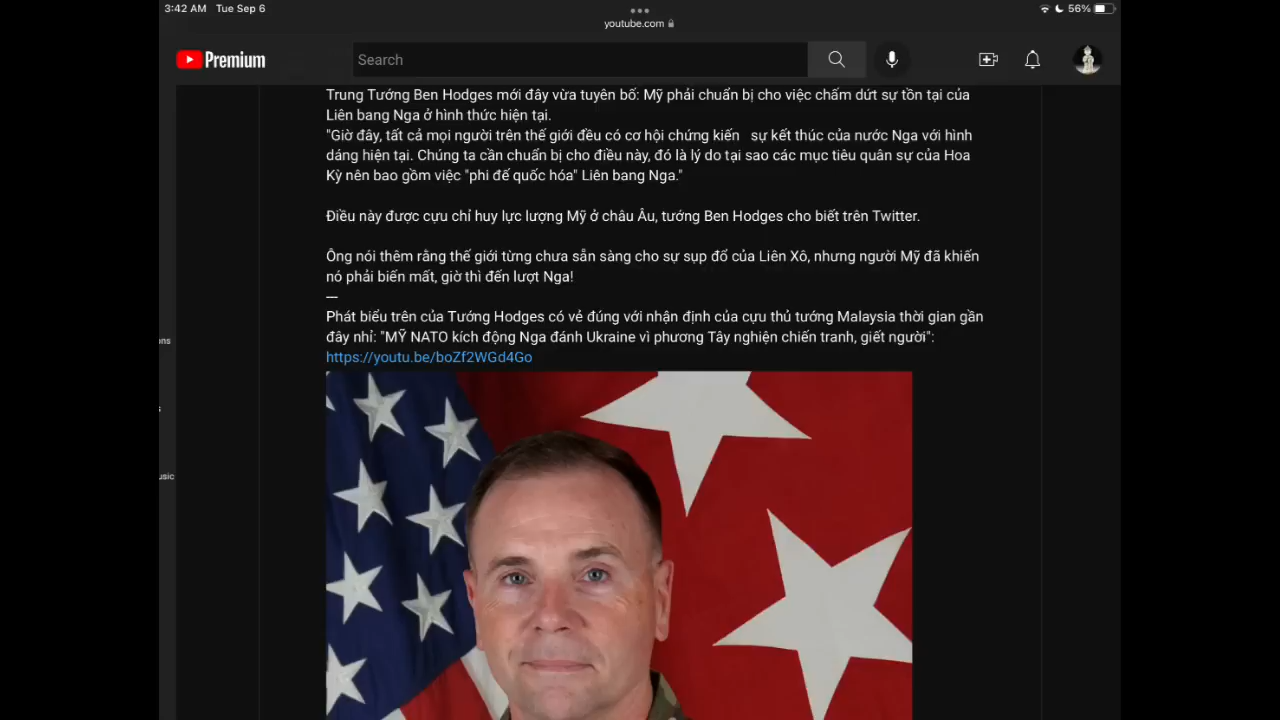 3:42 AM Tue Sep 6
56%
youtube.com
Premium
Search
Trung Tướng Ben Hodges mới đây vừa tuyên bố: Mỹ phải chuẩn bị cho việc chấm dứt sự tồn tại của
Liên bang Nga ở hình thức hiện tại.
"Giờ đây, tất cả mọi người trên thế giới đều có cơ hội chứng kiến sự kết thúc của nước Nga với hình
dáng hiện tại. Chúng ta cần chuẩn bị cho điều này, đó là lý do tại sao các mục tiêu quân sự của Hoa
Kỳ nên bao gồm việc "phi đế quốc hóa" Liên bang Nga."
Điều này được cựu chỉ huy lực lượng Mỹ ở châu Âu, tướng Ben Hodges cho biết trên Twitter.
Ông nói thêm rằng thế giới từng chưa sẵn sàng cho sự sụp đổ của Liên Xô, nhưng người Mỹ đã khiến
nó phải biến mất, giờ thì đến lượt Nga!
—
Phát biểu trên của Tướng Hodges có vẻ đúng với nhận định của cựu thủ tướng Malaysia thời gian gần
đây nhỉ: "MỸ NATO kích động Nga đánh Ukraine vì phương Tây nghiện chiến tranh, giết người":
https://youtu.be/boZf2WGd4Go
ons
s
usic